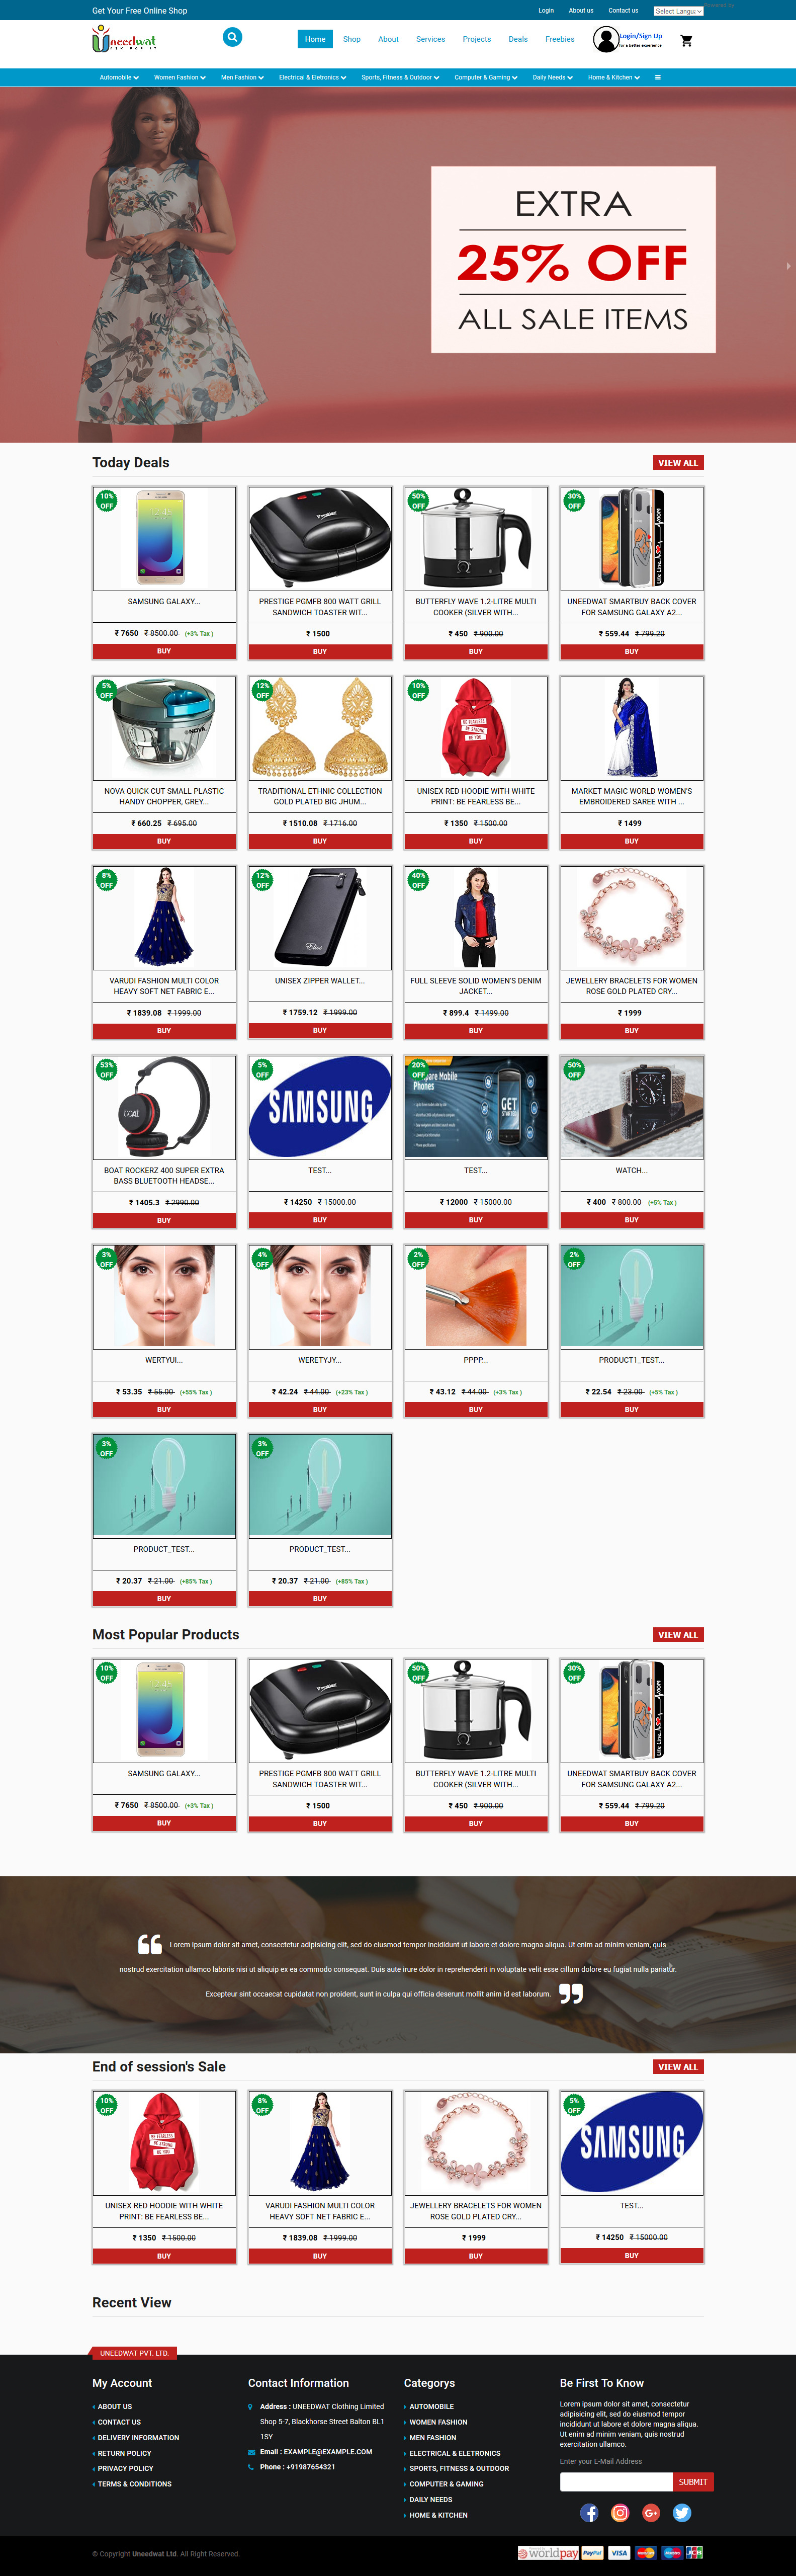 Get Your Free Online Shop
Login About us Contact us Select Langua
Uneedwat
Home Shop About Services Projects Deals Freebies
Login/Sign Up
for a better experience
Automobile Women Fashion Men Fashion Electrical & Eletronics Sports, Fitness & Outdoor Computer & Gaming Daily Needs Home & Kitchen
EXTRA
25% OFF
ALL SALE ITEMS
Today Deals VIEW ALL
10% OFF
50% OFF
30% OFF
SAMSUNG GALAXY...
PRESTIGE PGMFB 800 WATT GRILL
SANDWICH TOASTER WIT...
BUTTERFLY WAVE 1.2-LITRE MULTI
COOKER (SILVER WITH...
UNEEDWAT SMARTBUY BACK COVER
FOR SAMSUNG GALAXY A2...
₹ 7650 ₹ 8500.00 (+3% Tax )
₹ 1500
₹ 450 ₹ 900.00
₹ 559.44 ₹ 799.20
BUY BUY BUY BUY
5% OFF
NOVA
12% OFF
10% OFF
BE FEARLESS
BE STRONG
BE YOU
NOVA QUICK CUT SMALL PLASTIC
HANDY CHOPPER, GREY...
TRADITIONAL ETHNIC COLLECTION
GOLD PLATED BIG JHUM...
UNISEX RED HOODIE WITH WHITE
PRINT: BE FEARLESS BE...
MARKET MAGIC WORLD WOMEN'S
EMBROIDERED SAREE WITH ...
₹ 660.25 ₹ 695.00
₹ 1510.08 ₹ 1716.00
₹ 1350 ₹ 1500.00
₹ 1499
BUY BUY BUY BUY
8% OFF
12% OFF
40% OFF
VARUDI FASHION MULTI COLOR
HEAVY SOFT NET FABRIC E...
UNISEX ZIPPER WALLET...
FULL SLEEVE SOLID WOMEN'S DENIM
JACKET...
JEWELLERY BRACELETS FOR WOMEN
ROSE GOLD PLATED CRY...
₹ 1839.08 ₹ 1999.00
₹ 1759.12 ₹ 1999.00
₹ 899.4 ₹ 1499.00
₹ 1999
BUY BUY BUY BUY
53% OFF
boAt
5% OFF
SAMSUNG
20% OFF
Phones
GET
STARTED
50% OFF
BOAT ROCKERZ 400 SUPER EXTRA
BASS BLUETOOTH HEADSE...
TEST...
TEST...
WATCH...
₹ 1405.3 ₹ 2990.00
₹ 14250 ₹ 15000.00
₹ 12000 ₹ 15000.00
₹ 400 ₹ 800.00 (+5% Tax )
BUY BUY BUY BUY
3% OFF
4% OFF
2% OFF
2% OFF
WERTYUI...
WERETYJY...
PPPP...
PRODUCT1_TEST...
₹ 53.35 ₹ 55.00 (+55% Tax )
₹ 42.24 ₹ 44.00 (+23% Tax )
₹ 43.12 ₹ 44.00 (+3% Tax )
₹ 22.54 ₹ 23.00 (+5% Tax )
BUY BUY BUY BUY
3% OFF
3% OFF
PRODUCT_TEST...
PRODUCT_TEST...
₹ 20.37 ₹ 21.00 (+85% Tax )
₹ 20.37 ₹ 21.00 (+85% Tax )
BUY BUY
Most Popular Products VIEW ALL
10% OFF
50% OFF
30% OFF
SAMSUNG GALAXY...
PRESTIGE PGMFB 800 WATT GRILL
SANDWICH TOASTER WIT...
BUTTERFLY WAVE 1.2-LITRE MULTI
COOKER (SILVER WITH...
UNEEDWAT SMARTBUY BACK COVER
FOR SAMSUNG GALAXY A2...
₹ 7650 ₹ 8500.00 (+3% Tax )
₹ 1500
₹ 450 ₹ 900.00
₹ 559.44 ₹ 799.20
BUY BUY BUY BUY
Lorem ipsum dolor sit amet, consectetur adipisicing elit, sed do eiusmod tempor incididunt ut labore et dolore magna aliqua. Ut enim ad minim veniam, quis
nostrud exercitation ullamco laboris nisi ut aliquip ex ea commodo consequat. Duis aute irure dolor in reprehenderit in voluptate velit esse cillum dolore eu fugiat nulla pariatur.
Excepteur sint occaecat cupidatat non proident, sunt in culpa qui officia deserunt mollit anim id est laborum.
End of session's Sale VIEW ALL
10% OFF
BE FEARLESS
BE STRONG
BE YOU
8% OFF
5% OFF
SAMSUNG
UNISEX RED HOODIE WITH WHITE
PRINT: BE FEARLESS BE...
VARUDI FASHION MULTI COLOR
HEAVY SOFT NET FABRIC E...
JEWELLERY BRACELETS FOR WOMEN
ROSE GOLD PLATED CRY...
TEST...
₹ 1350 ₹ 1500.00
₹ 1839.08 ₹ 1999.00
₹ 1999
₹ 14250 ₹ 15000.00
BUY BUY BUY BUY
Recent View
UNEEDWAT PVT. LTD.
My Account
ABOUT US
CONTACT US
DELIVERY INFORMATION
RETURN POLICY
PRIVACY POLICY
TERMS & CONDITIONS
Contact Information
Address : UNEEDWAT Clothing Limited
Shop 5-7, Blackhorse Street Balton BL1
1SY
Email : EXAMPLE@EXAMPLE.COM
Phone : +91987654321
Categorys
AUTOMOBILE
WOMEN FASHION
MEN FASHION
ELECTRICAL & ELETRONICS
SPORTS, FITNESS & OUTDOOR
COMPUTER & GAMING
DAILY NEEDS
HOME & KITCHEN
Be First To Know
Lorem ipsum dolor sit amet, consectetur
adipisicing elit, sed do eiusmod tempor
incididunt ut labore et dolore magna aliqua.
Ut enim ad minim veniam, quis nostrud
exercitation ullamco.
Enter your E-Mail Address
SUBMIT
© Copyright Uneedwat Ltd. All Right Reserved.
worldpay PayPal VISA MasterCard Maestro JCB